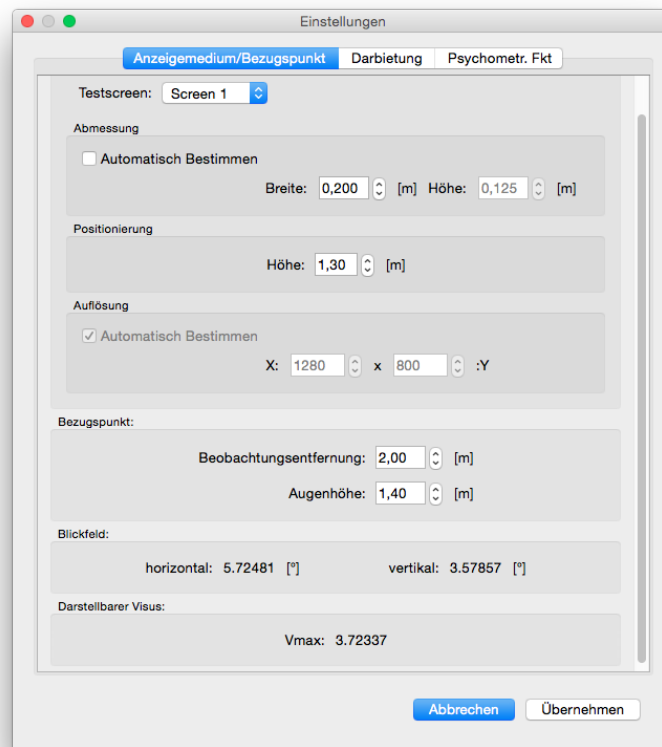 Einstellungen
Anzeigemedium/Bezugspunkt Darbietung Psychometr. Fkt
Testscreen: Screen 1
Abmessung
Automatisch Bestimmen
Breite: 0,200 [m] Höhe: 0,125 [m]
Positionierung
Höhe: 1,30 [m]
Auflösung
Automatisch Bestimmen
X: 1280 x 800 :Y
Bezugspunkt:
Beobachtungsentfernung: 2,00 [m]
Augenhöhe: 1,40 [m]
Blickfeld:
horizontal: 5.72481 [°] vertikal: 3.57857 [°]
Darstellbarer Visus:
Vmax: 3.72337
Abbrechen Übernehmen